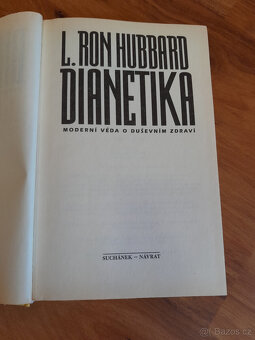 L. RON HUBBARD
DIANETIKA
MODERNÍ VĚDA O DUŠEVNÍM ZDRAVÍ
SUCHÁNEK – NÁVRAT
Bazos.cz